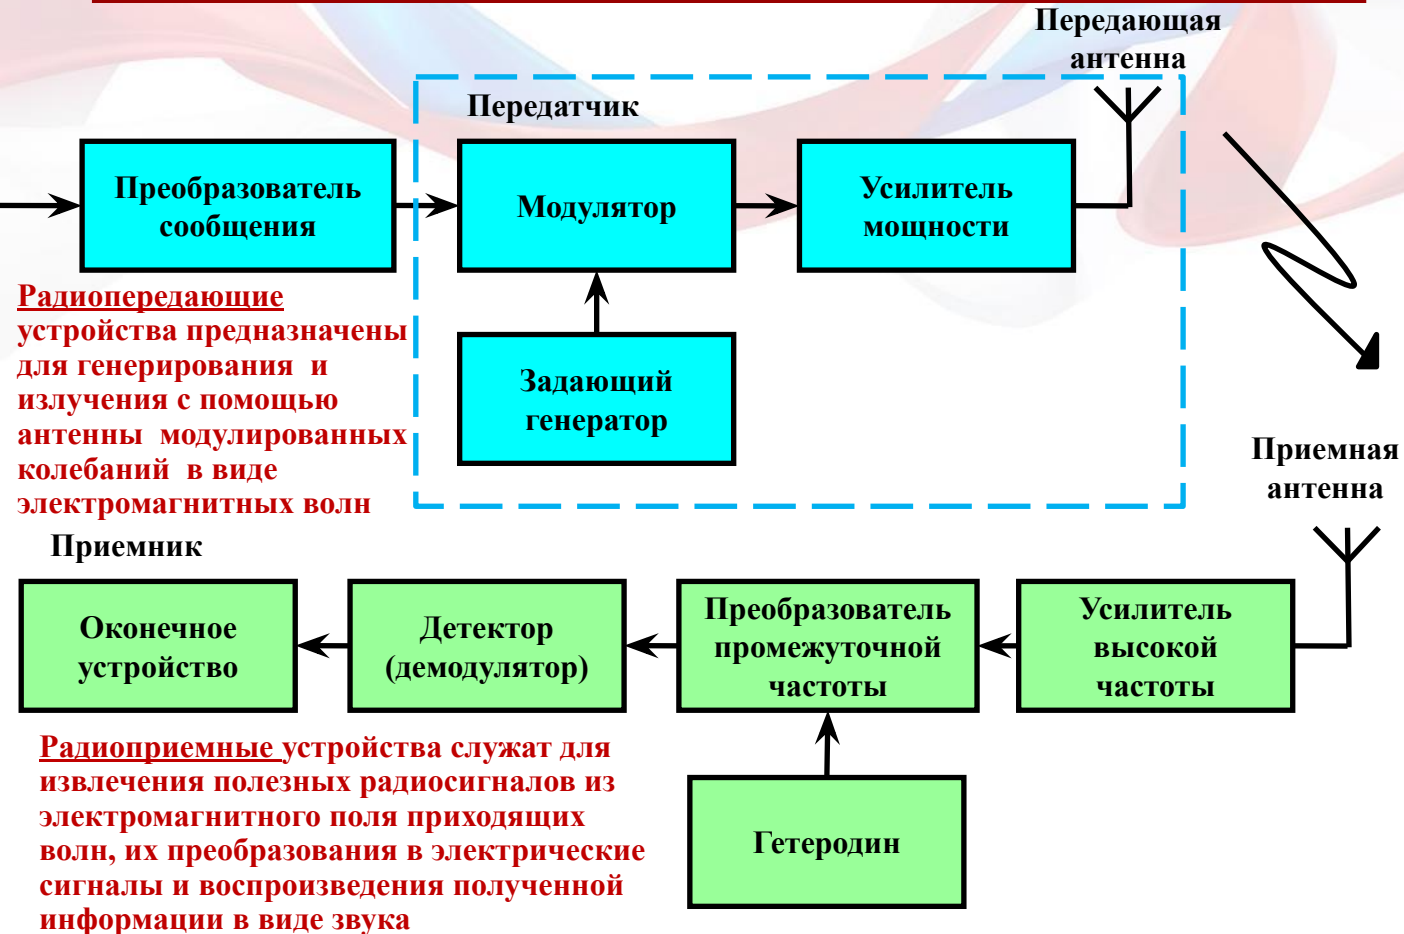 Передающая
антенна
Передатчик
Преобразователь
сообщения
Модулятор
Усилитель
мощности
Задающий
генератор
Радиопередающие
устройства предназначены
для генерирования и
излучения с помощью
антенны модулированных
колебаний в виде
электромагнитных волн
Приемная
антенна
Приемник
Оконечное
устройство
Детектор
(демодулятор)
Преобразователь
промежуточной
частоты
Усилитель
высокой
частоты
Гетеродин
Радиоприемные устройства служат для
извлечения полезных радиосигналов из
электромагнитного поля приходящих
волн, их преобразования в электрические
сигналы и воспроизведения полученной
информации в виде звука